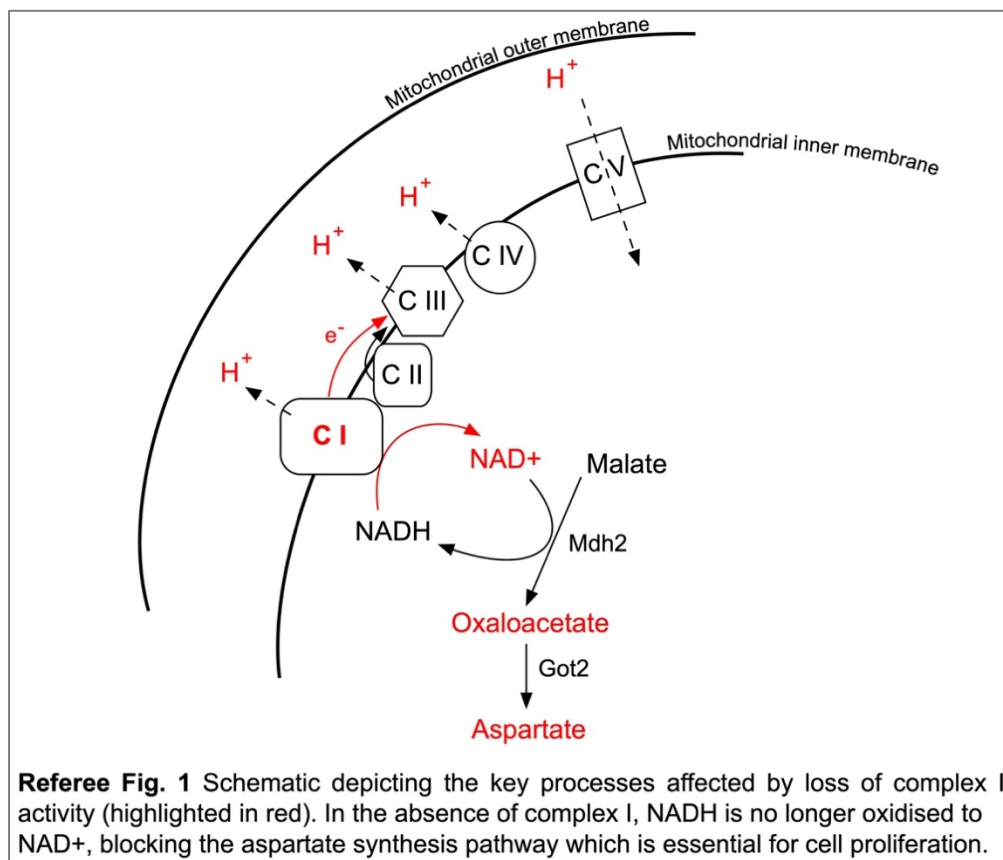 Mitochondrial outer membrane
H+
Mitochondrial inner membrane
C V
H+
C IV
H+
C III
e-
C II
H+
C I
NAD+
Malate
NADH
Mdh2
Oxaloacetate
Got2
Aspartate
Referee Fig. 1 Schematic depicting the key processes affected by loss of complex I
activity (highlighted in red). In the absence of complex I, NADH is no longer oxidised to
NAD+, blocking the aspartate synthesis pathway which is essential for cell proliferation.